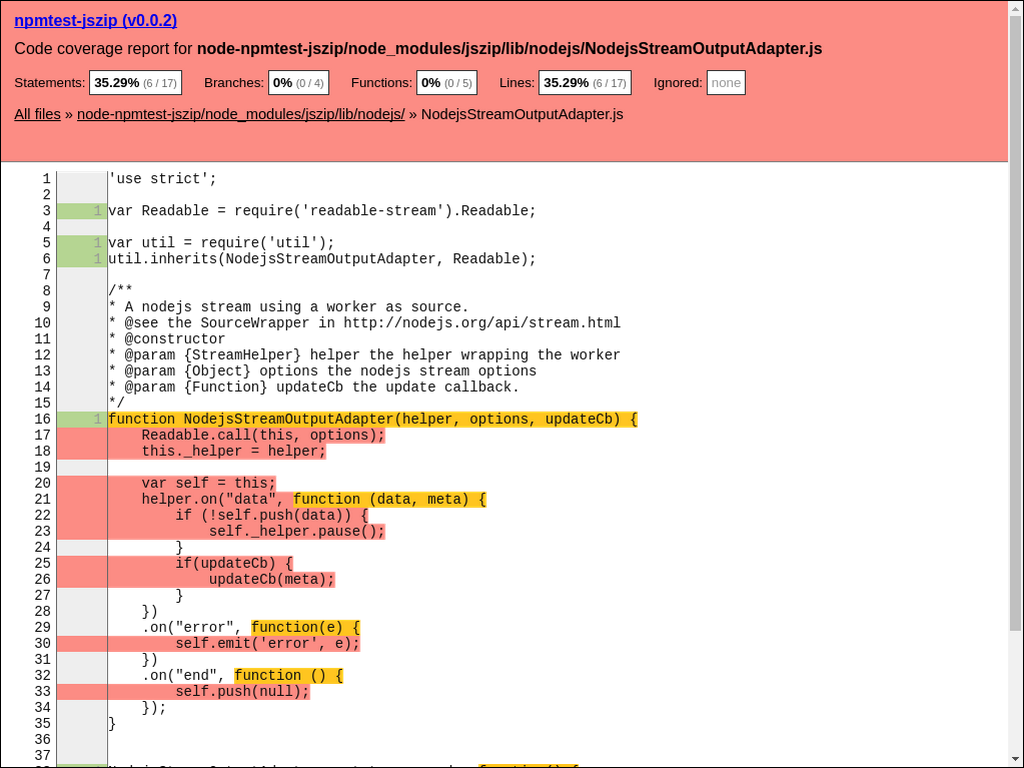 npmtest-jszip (v0.0.2)
Code coverage report for node-npmtest-jszip/node_modules/jszip/lib/nodejs/NodejsStreamOutputAdapter.js
Statements: 35.29% (6 / 17) Branches: 0% (0 / 4) Functions: 0% (0 / 5) Lines: 35.29% (6 / 17) Ignored: none
All files » node-npmtest-jszip/node_modules/jszip/lib/nodejs/ » NodejsStreamOutputAdapter.js
1 'use strict';
2
3 1 var Readable = require('readable-stream').Readable;
4
5 1 var util = require('util');
6 1 util.inherits(NodejsStreamOutputAdapter, Readable);
7
8 /**
9 * A nodejs stream using a worker as source.
10 * @see the SourceWrapper in http://nodejs.org/api/stream.html
11 * @constructor
12 * @param {StreamHelper} helper the helper wrapping the worker
13 * @param {Object} options the nodejs stream options
14 * @param {Function} updateCb the update callback.
15 */
16 1 function NodejsStreamOutputAdapter(helper, options, updateCb) {
17     Readable.call(this, options);
18     this._helper = helper;
19
20     var self = this;
21     helper.on("data", function (data, meta) {
22         if (!self.push(data)) {
23             self._helper.pause();
24         }
25         if(updateCb) {
26             updateCb(meta);
27         }
28     })
29     .on("error", function(e) {
30         self.emit('error', e);
31     })
32     .on("end", function () {
33         self.push(null);
34     });
35 }
36
37